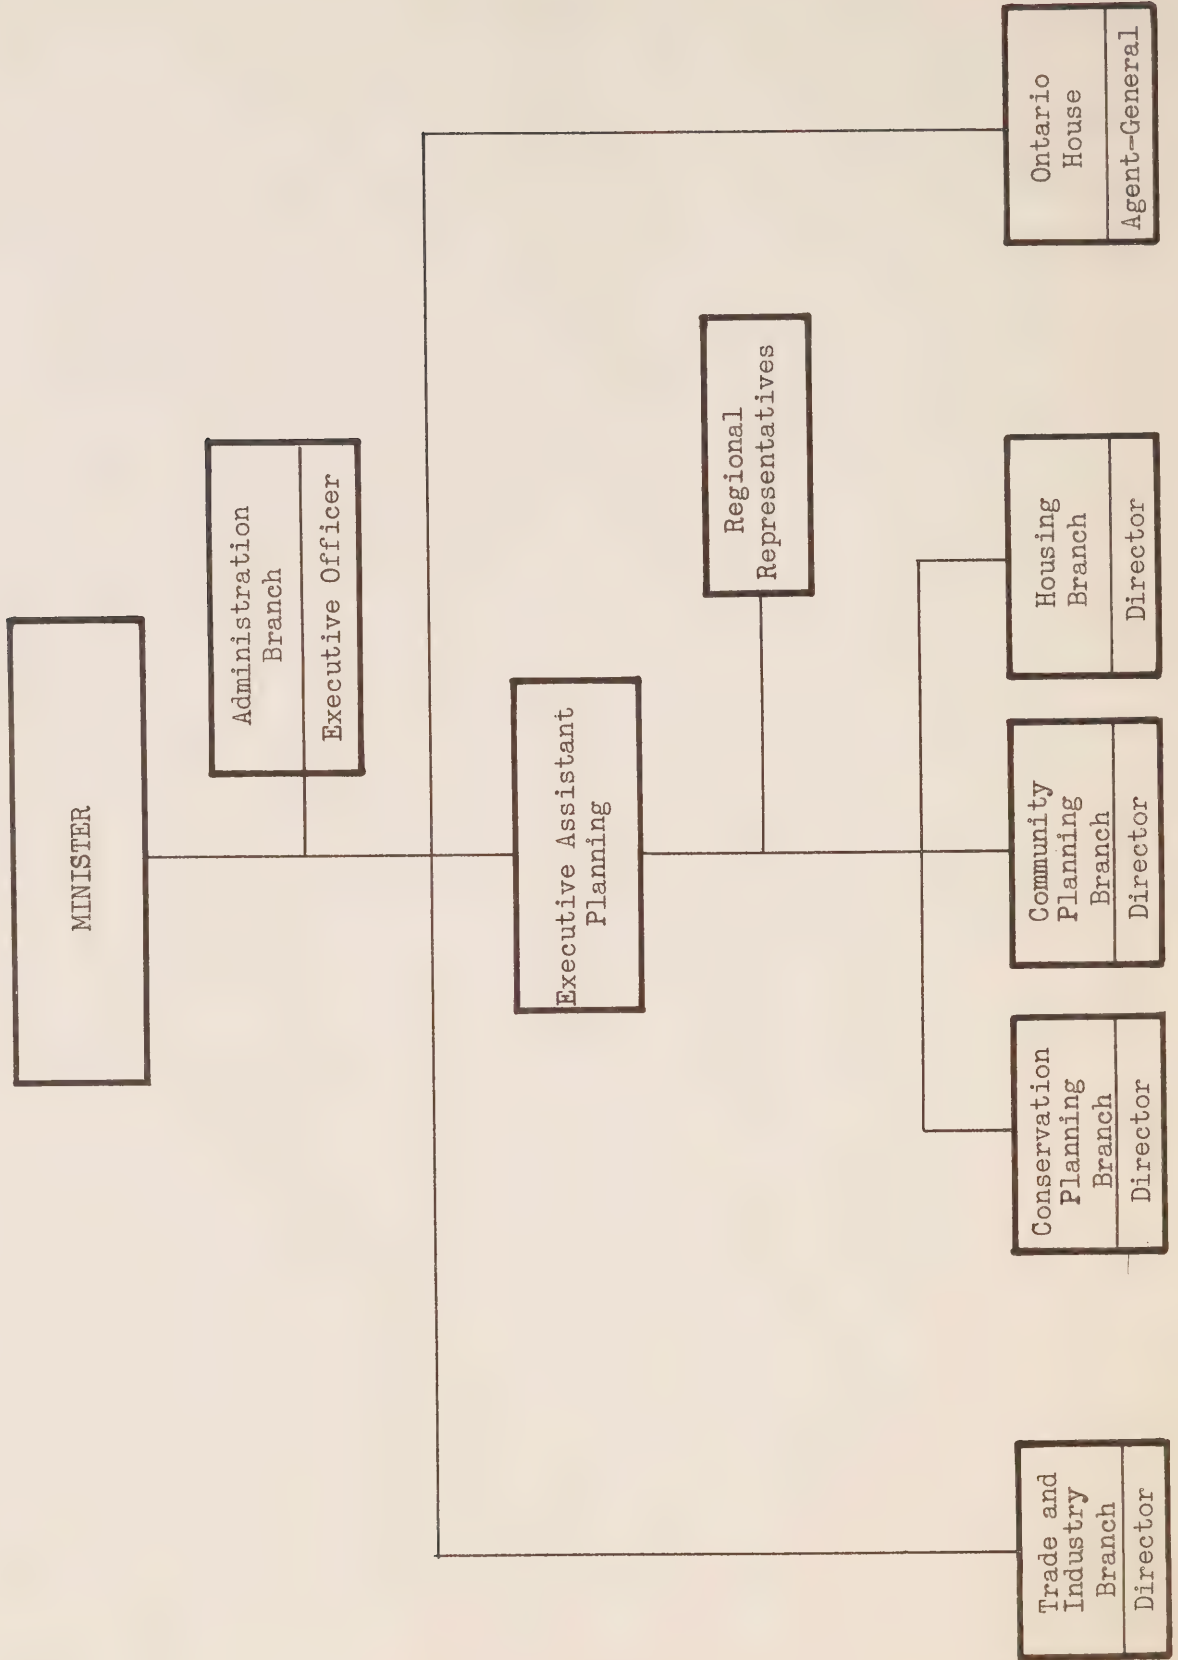 MINISTER
Administration
Branch
Executive Officer
Executive Assistant
Planning
Regional
Representatives
Trade and
Industry
Branch
Director
Conservation
Planning
Branch
Director
Community
Planning
Branch
Director
Housing
Branch
Director
Ontario
House
Agent-General